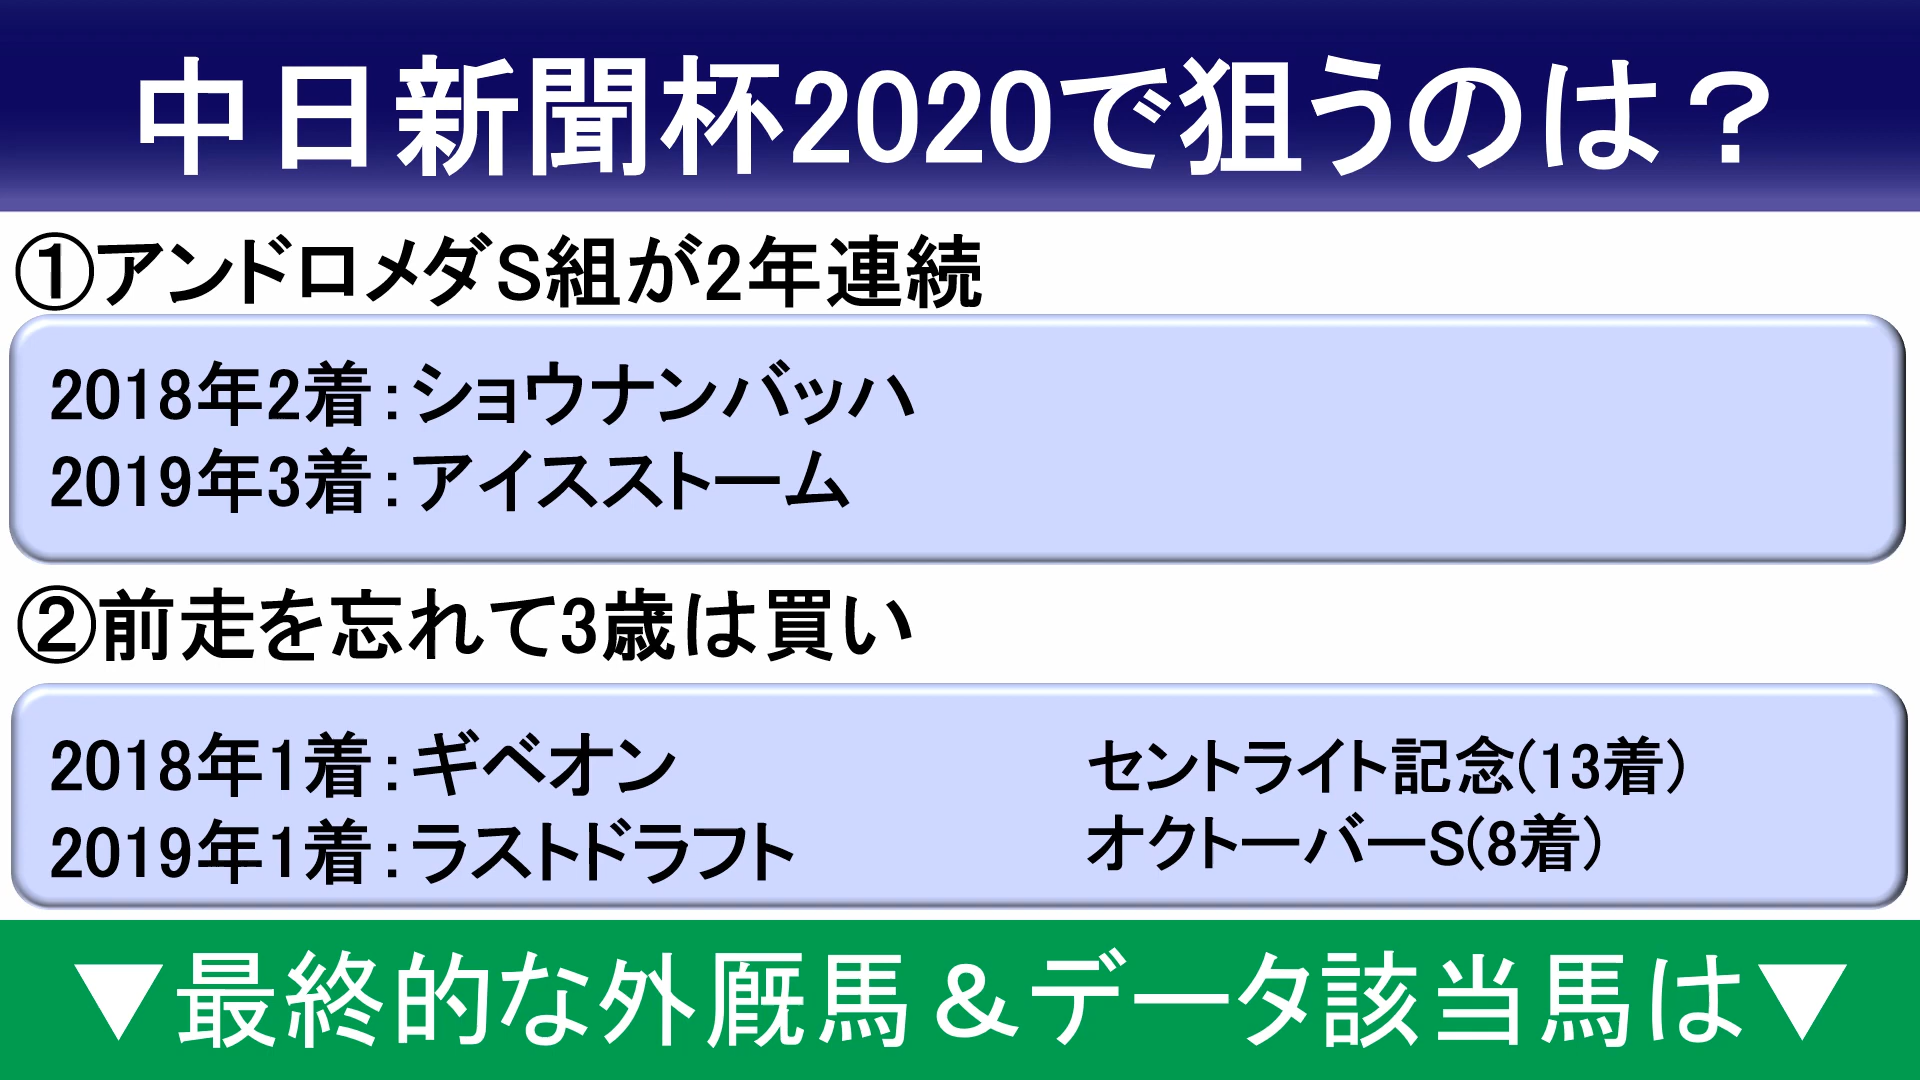 中日新聞杯2020で狙うのは？
①アンドロメダS組が2年連続
2018年2着：ショウナンバッハ
2019年3着：アイスストーム
②前走を忘れて3歳は買い
2018年1着：ギベオン　セントライト記念(13着)
2019年1着：ラストドラフト　オクトーバーS(8着)
▼最終的な外厩馬＆データ該当馬は▼